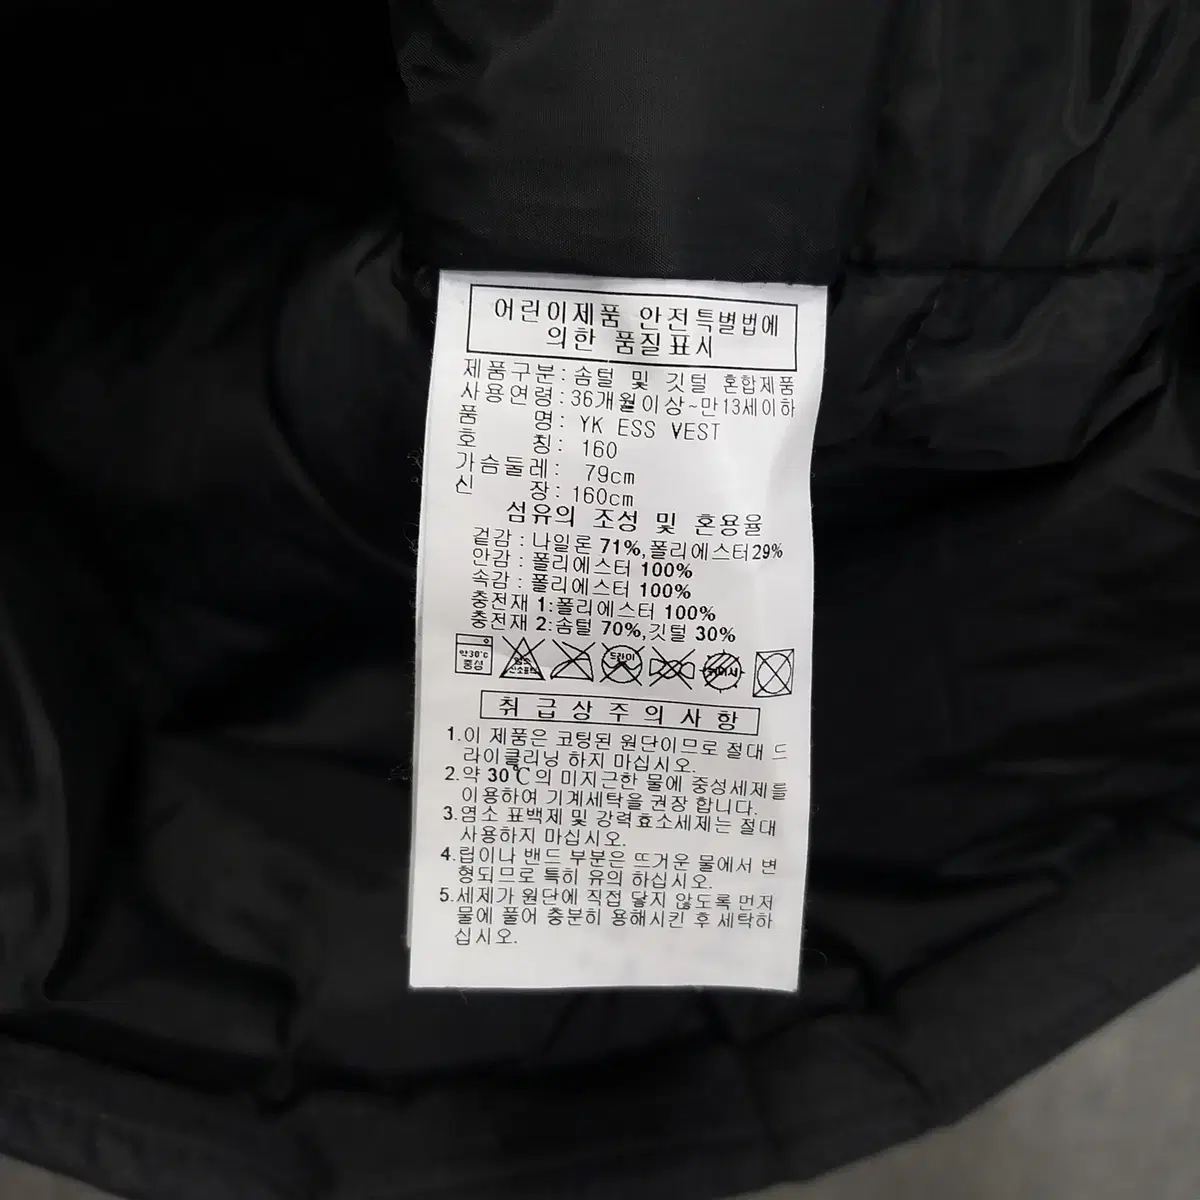 어린이제품 안전특별법에
의한 품질표시
제품구분: 솜털 및 깃털 혼합제품
사용연령: 36개월이상~만13세이하
품 명: YK ESS VEST
호 칭: 160
가슴둘레: 79cm
신 장: 160cm
섬유의 조성 및 혼용율
겉감 : 나일론 71%,폴리에스터29%
안감 : 폴리에스터 100%
속감 : 폴리에스터 100%
충전재 1:폴리에스터 100%
충전재 2:솜털 70%,깃털 30%
약30℃
중성
염소
드라이
취급상주의사항
1.이 제품은 코팅된 원단이므로 절대 드
라이클리닝 하지 마십시오.
2.약 30℃의 미지근한 물에 중성세제를
이용하여 기계세탁을 권장 합니다.
3.염소 표백제 및 강력효소세제는 절대
사용하지 마십시오.
4.립이나 밴드 부분은 뜨거운 물에서 변
형되므로 특히 유의 하십시오.
5.세제가 원단에 직접 닿지 않도록 먼저
물에 풀어 충분히 용해시킨 후 세탁하
십시오.